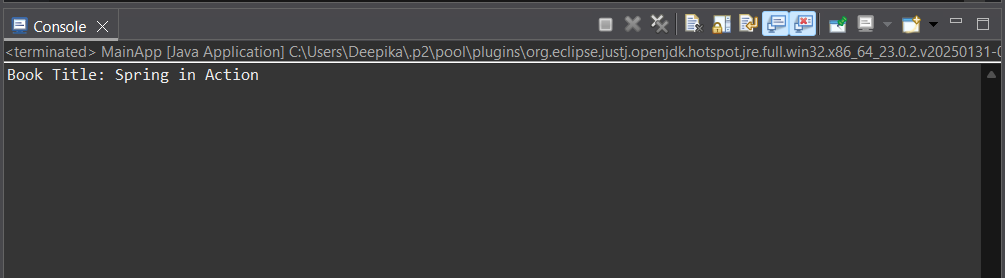 Console
<terminated> MainApp [Java Application] C:\Users\Deepika\.p2\pool\plugins\org.eclipse.justj.openjdk.hotspot.jre.full.win32.x86_64_23.0.2.v20250131-0
Book Title: Spring in Action